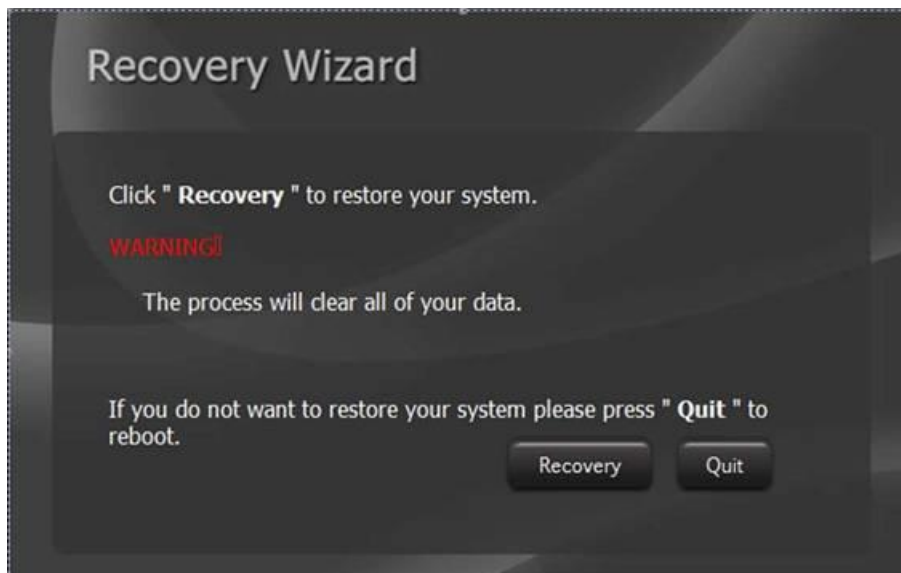 Recovery Wizard
Click " Recovery " to restore your system.
WARNING▯
The process will clear all of your data.
If you do not want to restore your system please press " Quit " to
reboot.
Recovery
Quit